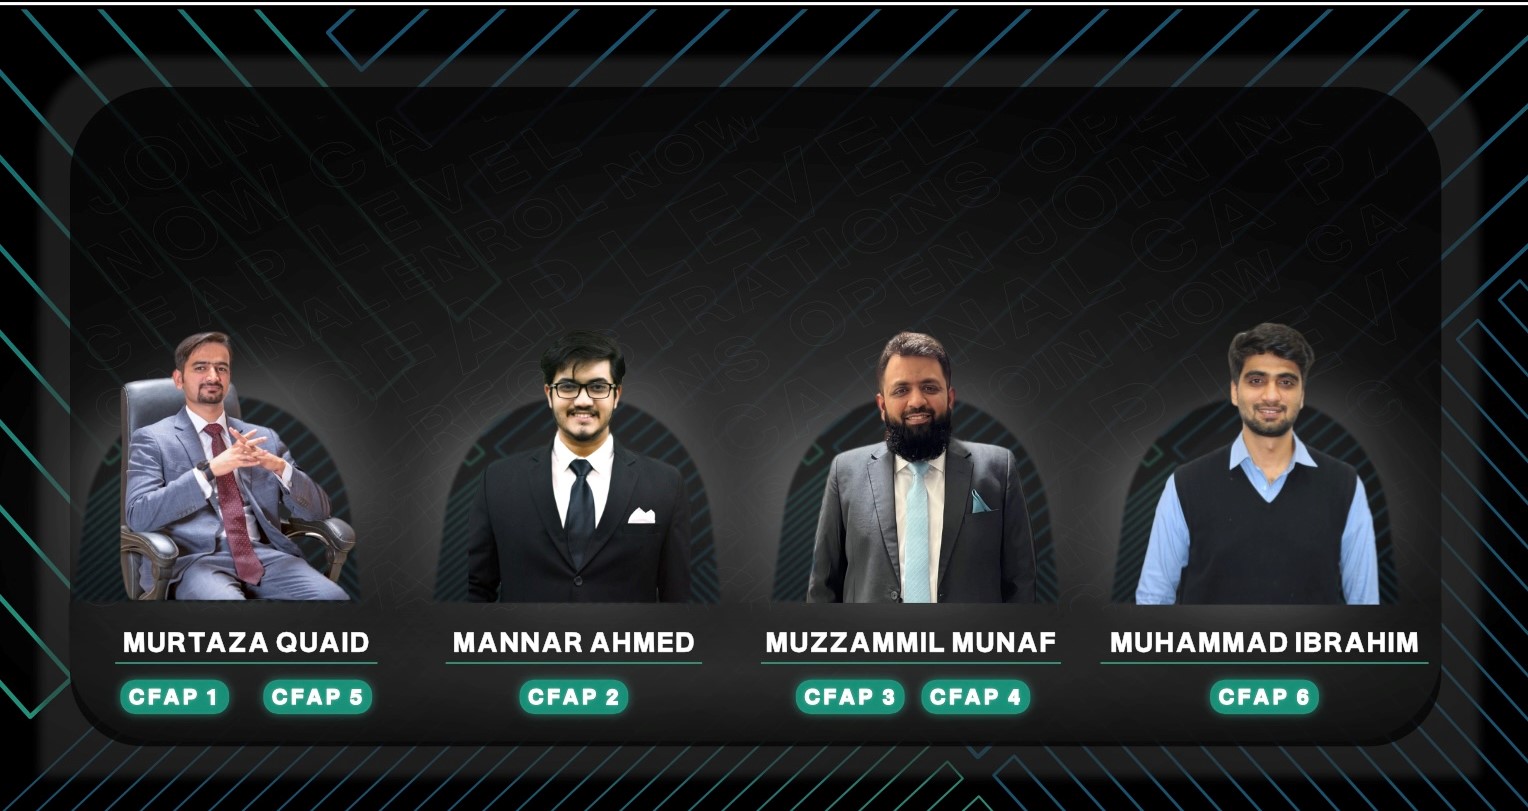 MURTAZA QUAID
CFAP 1 CFAP 5
MANNAR AHMED
CFAP 2
MUZZAMMIL MUNAF
CFAP 3 CFAP 4
MUHAMMAD IBRAHIM
CFAP 6